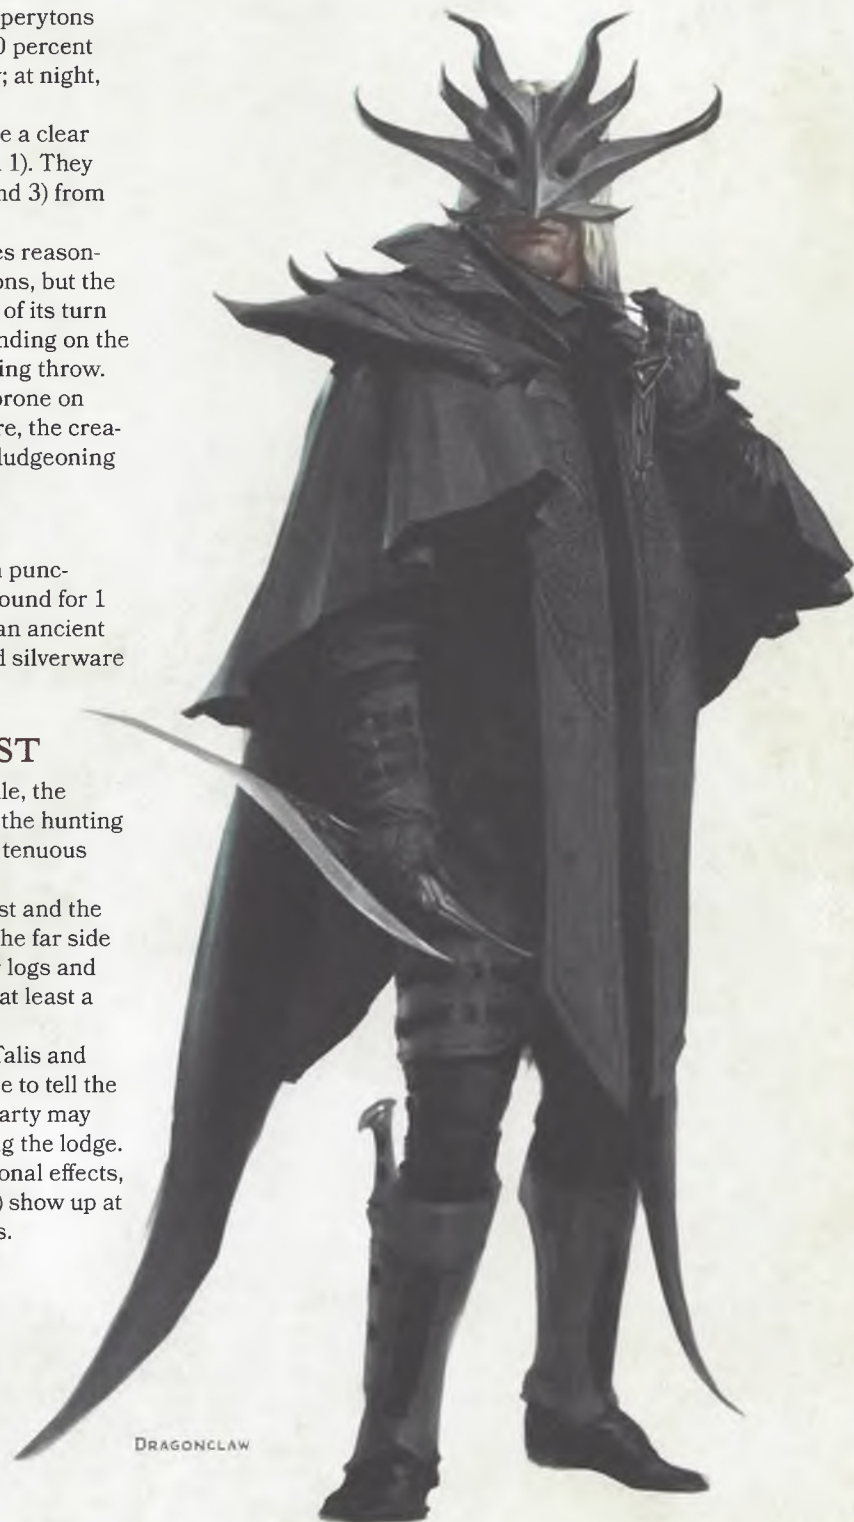 perytons
0 percent
; at night,
e a clear
1). They
nd 3) from
es reason-
ons, but the
of its turn
nding on the
ing throw.
prone on
re, the crea-
ludgeoning
punc-
ound for 1
an ancient
d silverware
ST
le, the
the hunting
tenuous
st and the
he far side
logs and
at least a
Talis and
e to tell the
arty may
g the lodge.
onal effects,
) show up at
s.
DRAGONCLAW